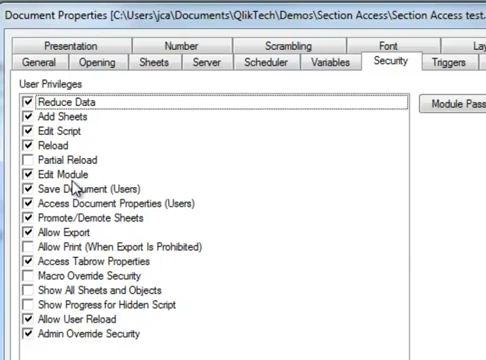 Document Properties [C:\Users\jca\Documents\QlikTech\Demos\Section Access\Section Access test.
Presentation Number Scrambling Font
General Opening Sheets Server Scheduler Variables Security Triggers
User Privileges
Reduce Data
Module Pass
Add Sheets
Edit Script
Reload
Partial Reload
Edit Module
Save Document (Users)
Access Document Properties (Users)
Promote/Demote Sheets
Allow Export
Allow Print (When Export Is Prohibited)
Access Tabrow Properties
Macro Override Security
Show All Sheets and Objects
Show Progress for Hidden Script
Allow User Reload
Admin Override Security